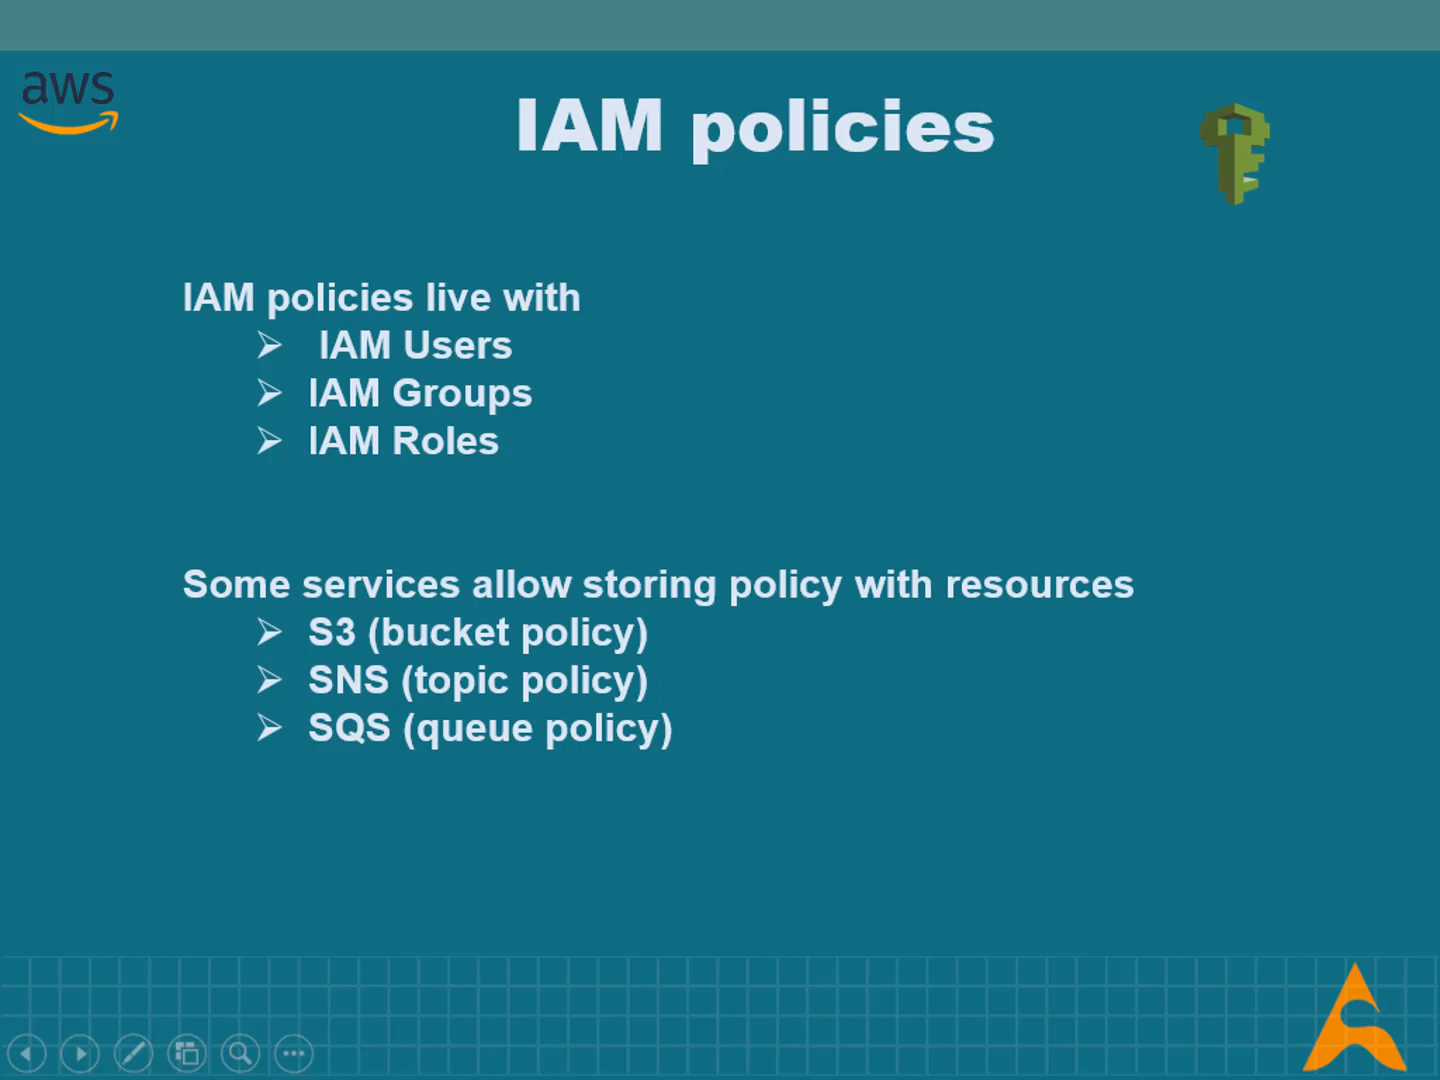 aws
IAM policies
IAM policies live with
➢ IAM Users
➢ IAM Groups
➢ IAM Roles
Some services allow storing policy with resources
➢ S3 (bucket policy)
➢ SNS (topic policy)
➢ SQS (queue policy)